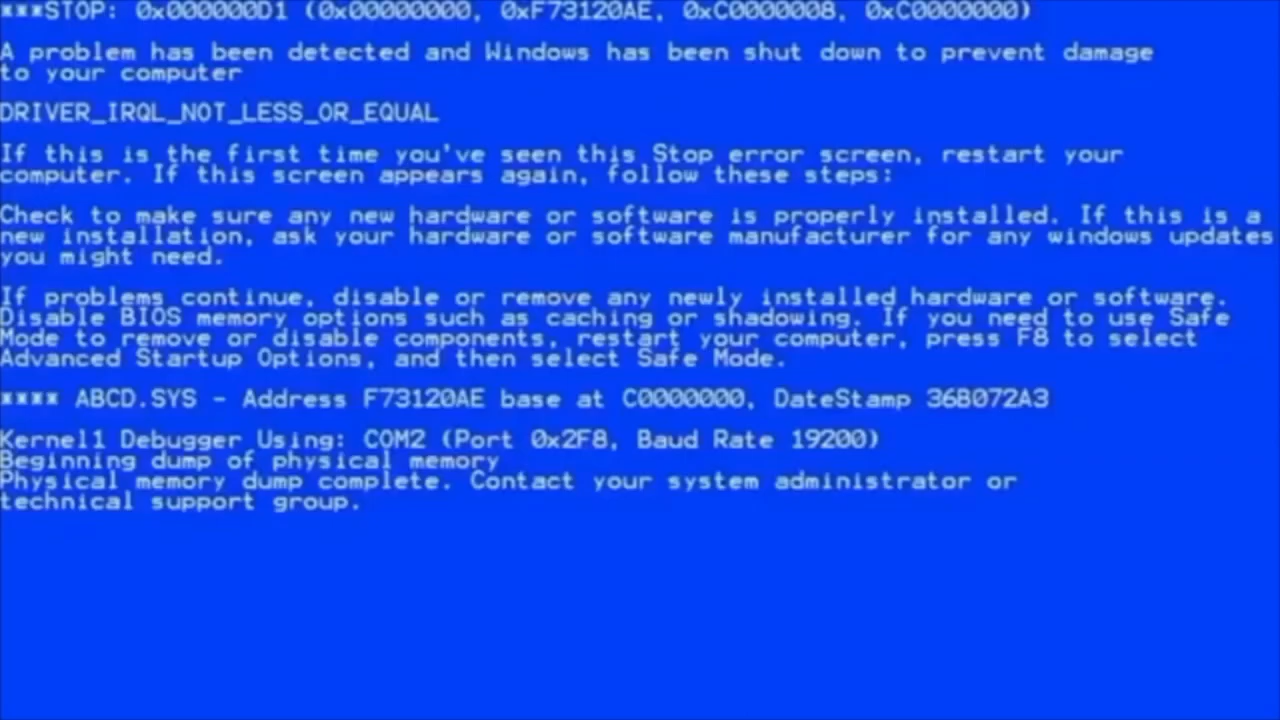 ***STOP: 0x000000D1 (0x00000000, 0xF73120AE, 0xC0000008, 0xC0000000)
A problem has been detected and Windows has been shut down to prevent damage
to your computer
DRIVER_IRQL_NOT_LESS_OR_EQUAL
If this is the first time you've seen this Stop error screen, restart your
computer. If this screen appears again, follow these steps:
Check to make sure any new hardware or software is properly installed. If this is a
new installation, ask your hardware or software manufacturer for any windows updates
you might need.
If problems continue, disable or remove any newly installed hardware or software.
Disable BIOS memory options such as caching or shadowing. If you need to use Safe
Mode to remove or disable components, restart your computer, press F8 to select
Advanced Startup Options, and then select Safe Mode.
**** ABCD.SYS - Address F73120AE base at C0000000, DateStamp 36B072A3
Kernel1 Debugger Using: COM2 (Port 0x2F8, Baud Rate 19200)
Beginning dump of physical memory
Physical memory dump complete. Contact your system administrator or
technical support group.